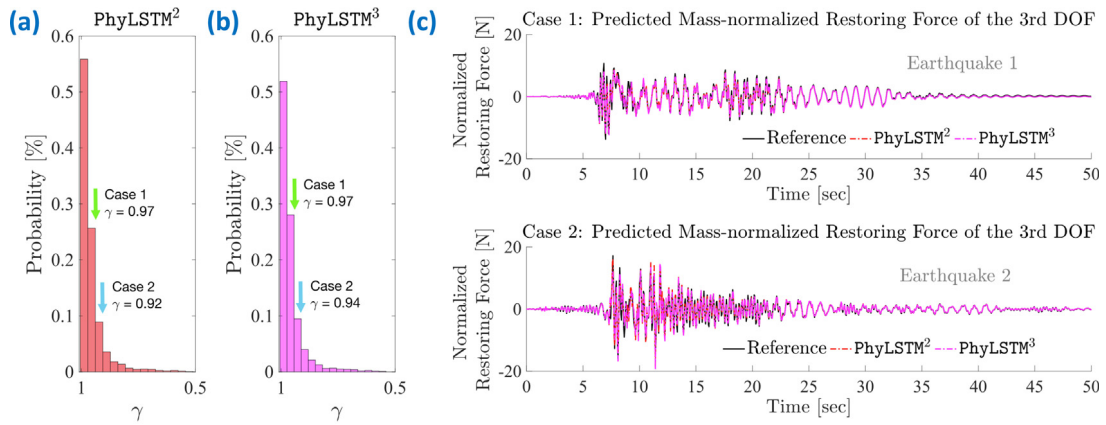 (a) PhyLSTM²
0.6
0.5
0.4
0.3
0.2
0.1
0
Probability [%]
Case 1
γ = 0.97
Case 2
γ = 0.92
1 0.5
γ
(b) PhyLSTM³
0.6
0.5
0.4
0.3
0.2
0.1
0
Probability [%]
Case 1
γ = 0.97
Case 2
γ = 0.94
1 0.5
γ
(c)
Case 1: Predicted Mass-normalized Restoring Force of the 3rd DOF
Normalized
Restoring Force [N]
20
0
-20
Earthquake 1
Reference PhyLSTM² PhyLSTM³
0 5 10 15 20 25 30 35 40 45 50
Time [sec]
Case 2: Predicted Mass-normalized Restoring Force of the 3rd DOF
Normalized
Restoring Force [N]
20
0
-20
Earthquake 2
Reference PhyLSTM² PhyLSTM³
0 5 10 15 20 25 30 35 40 45 50
Time [sec]